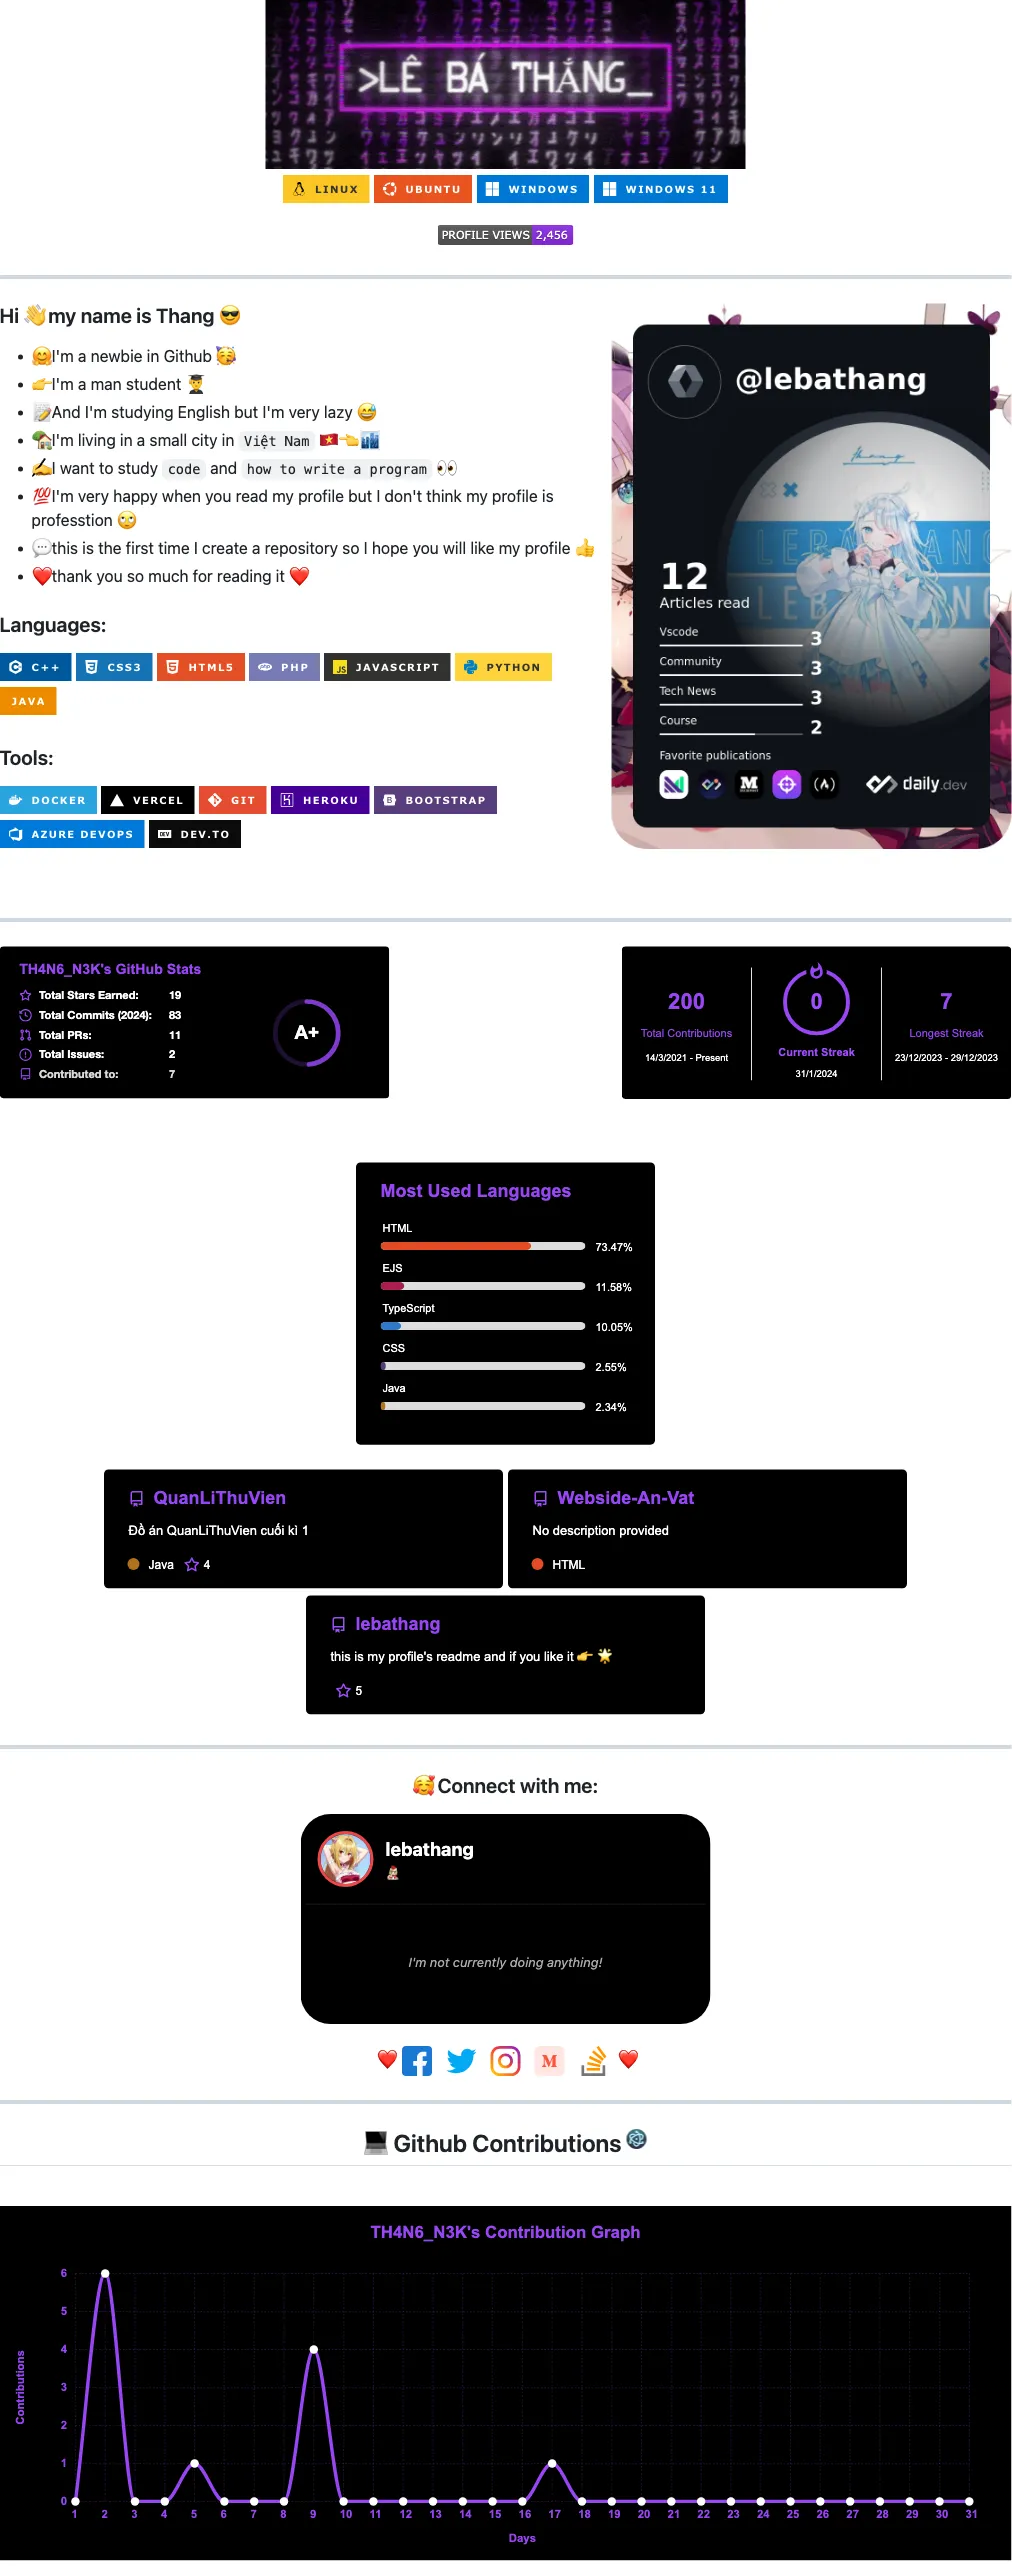 >LÊ BÁ THẮNG_
LINUX
UBUNTU
WINDOWS
WINDOWS 11
PROFILE VIEWS 2,456
Hi 👋my name is Thang 😎
🤗I'm a newbie in Github 🥳
👉I'm a man student 👨‍🎓
📝And I'm studying English but I'm very lazy 😅
🏡I'm living in a small city in Việt Nam 🇻🇳👈🏙️
✍️I want to study code and how to write a program 👀
💯I'm very happy when you read my profile but I don't think my profile is
professtion 🙄
💬this is the first time I create a repository so I hope you will like my profile 👍
❤️thank you so much for reading it ❤️
Languages:
C++
CSS3
HTML5
PHP
JAVASCRIPT
PYTHON
JAVA
Tools:
DOCKER
VERCEL
GIT
HEROKU
BOOTSTRAP
AZURE DEVOPS
DEV.TO
@lebathang
12
Articles read
Vscode 3
Community 3
Tech News 3
Course 2
Favorite publications
daily.dev
TH4N6_N3K's GitHub Stats
Total Stars Earned: 19
Total Commits (2024): 83
Total PRs: 11
Total Issues: 2
Contributed to: 7
A+
200
Total Contributions
14/3/2021 - Present
0
Current Streak
31/1/2024
7
Longest Streak
23/12/2023 - 29/12/2023
Most Used Languages
HTML
73.47%
EJS
11.58%
TypeScript
10.05%
CSS
2.55%
Java
2.34%
QuanLiThuVien
Đồ án QuanLiThuVien cuối kì 1
Java 4
Webside-An-Vat
No description provided
HTML
lebathang
this is my profile's readme and if you like it 👉 🌟
5
🥰Connect with me:
lebathang
I'm not currently doing anything!
💻 Github Contributions
TH4N6_N3K's Contribution Graph
Contributions
6
5
4
3
2
1
0
1 2 3 4 5 6 7 8 9 10 11 12 13 14 15 16 17 18 19 20 21 22 23 24 25 26 27 28 29 30 31
Days